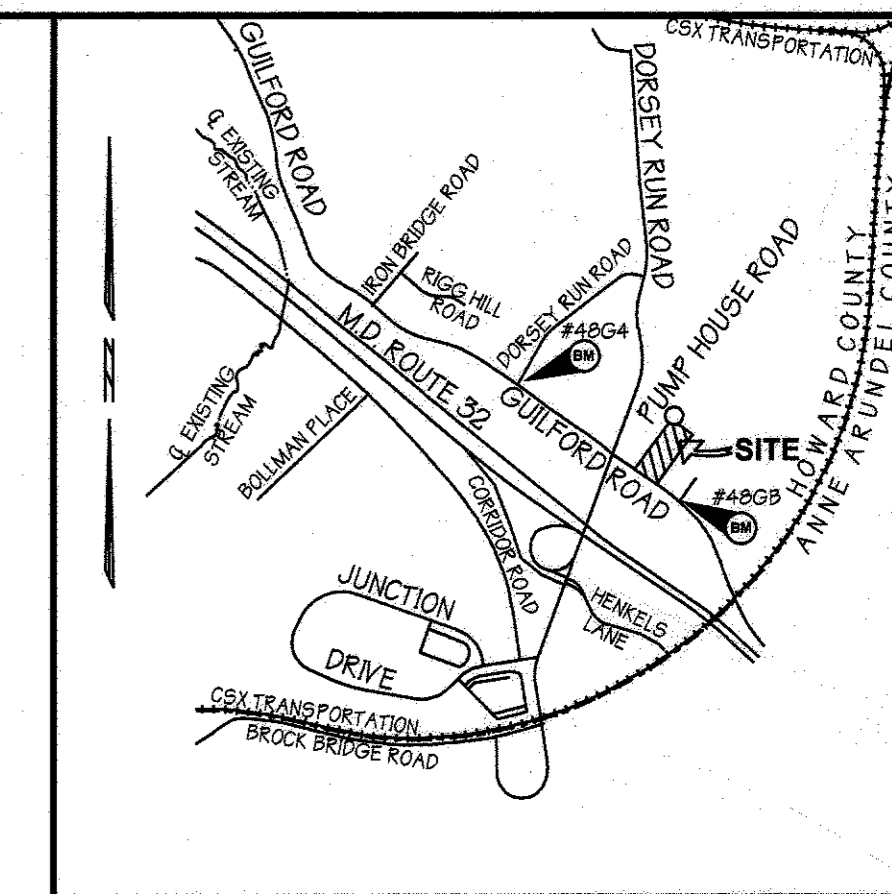 CSX TRANSPORTATION
GUILFORD ROAD
DORSEY RUN ROAD
℄ EXISTING
STREAM
IRON BRIDGE ROAD
RIGG HILL
ROAD
DORSEY RUN ROAD
#48G4
BM
PUMP HOUSE ROAD
HOWARD COUNTY
ANNE ARUNDEL COUNTY
M.D. ROUTE 32
GUILFORD ROAD
SITE
#48GB
BM
℄ EXISTING
STREAM
BOLLMAN PLACE
CORRIDOR ROAD
HENKELS
LANE
JUNCTION
DRIVE
CSX TRANSPORTATION
BROCK BRIDGE ROAD
N